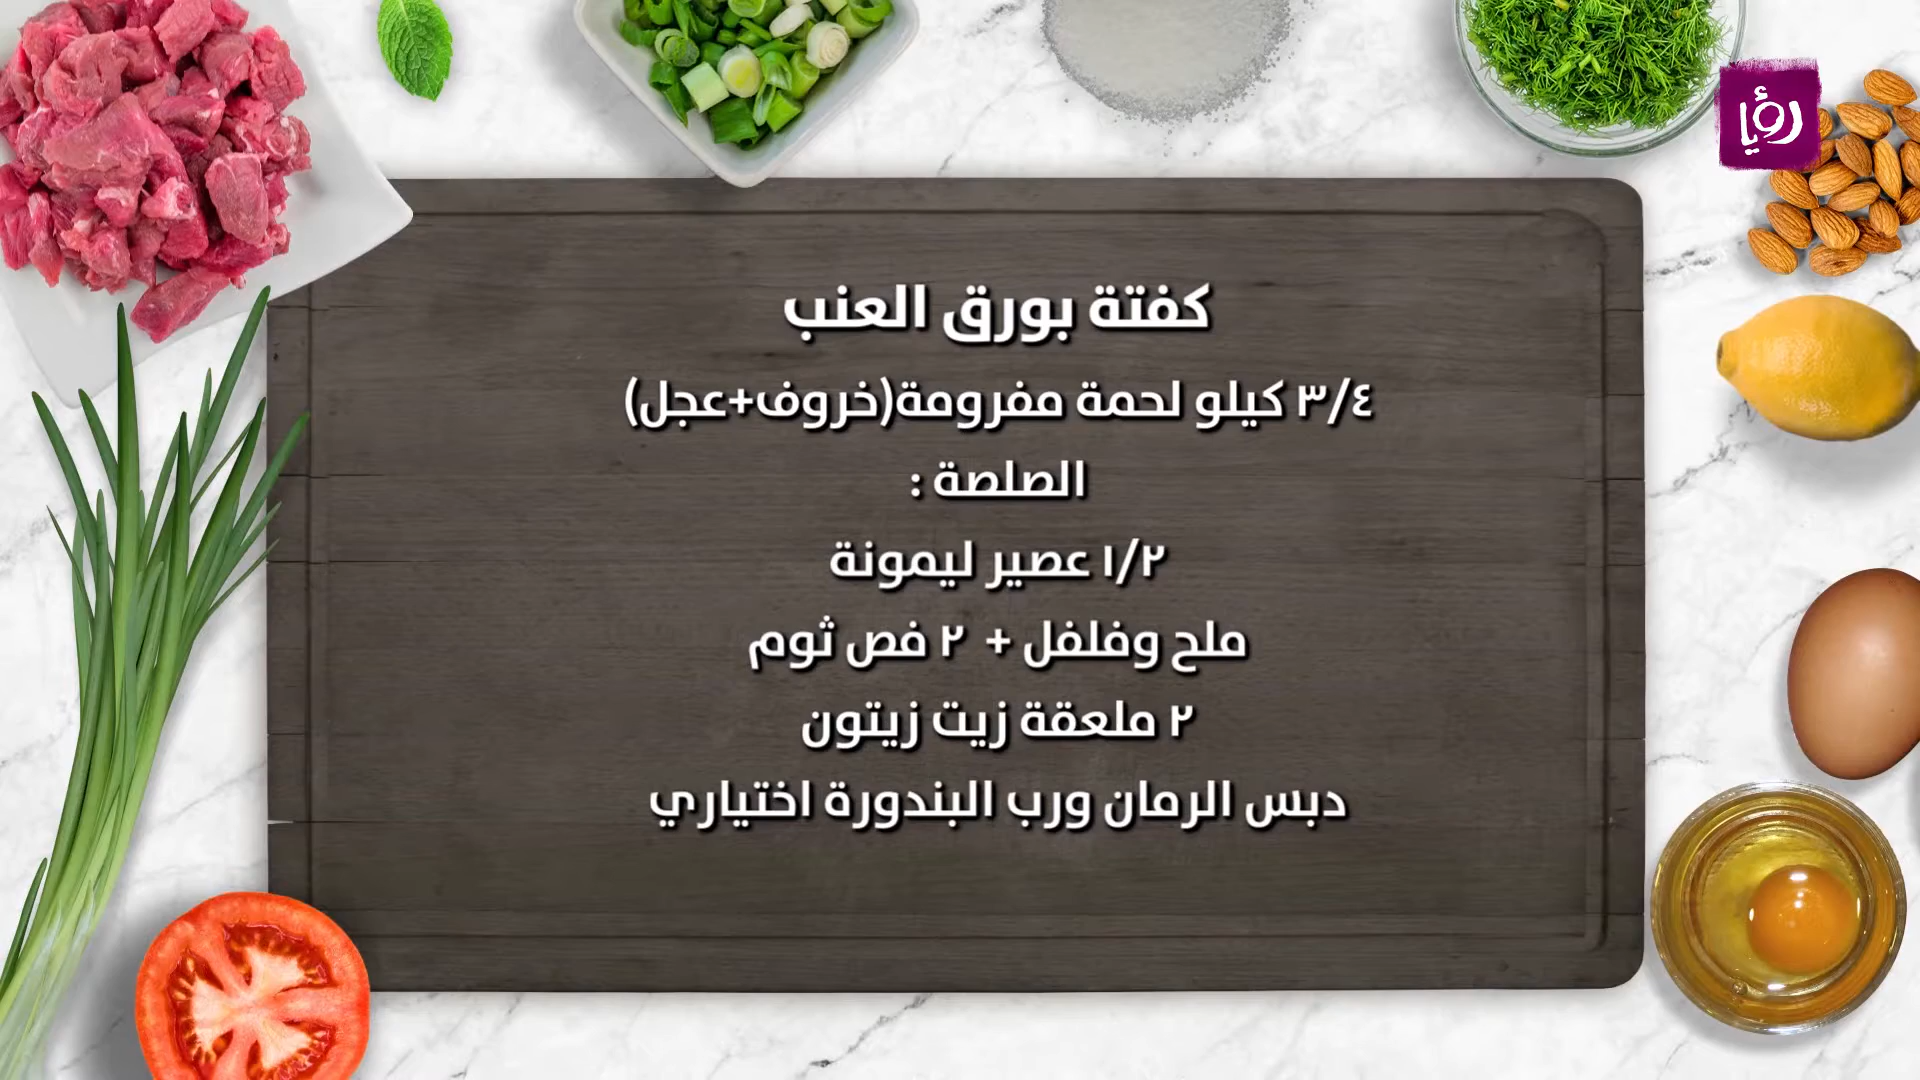 رؤيا
كفتة بورق العنب
٣/٤ كيلو لحمة مفرومة(خروف+عجل)
الصلصة :
١/٢ عصير ليمونة
ملح وفلفل + ٢ فص ثوم
٢ ملعقة زيت زيتون
دبس الرمان ورب البندورة اختياري